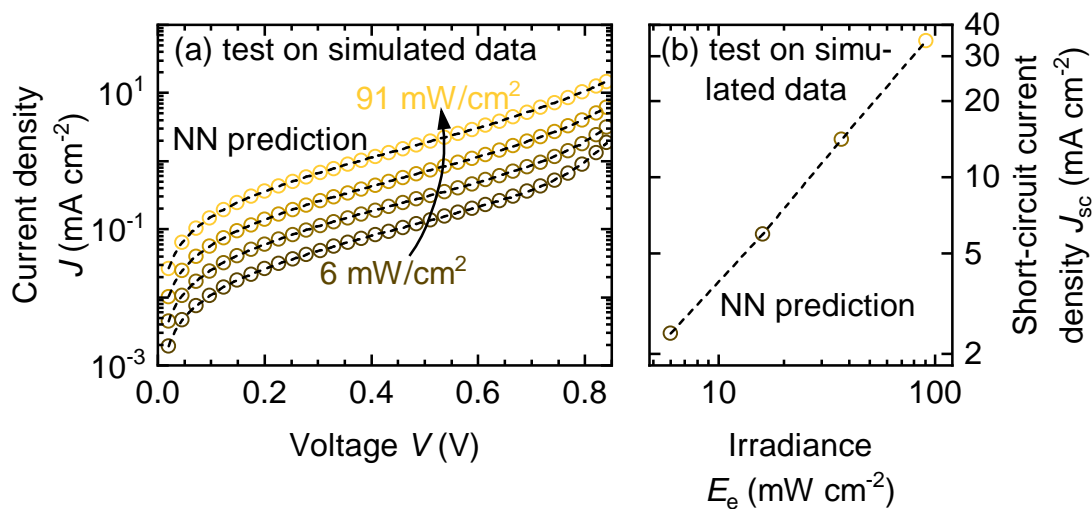 (a) test on simulated data
91 mW/cm²
NN prediction
6 mW/cm²
Current density
J (mA cm⁻²)
10¹
10⁻¹
10⁻³
0.0 0.2 0.4 0.6 0.8
Voltage V (V)
(b) test on simu-
lated data
NN prediction
40
30
20
10
5
2
Short-circuit current
density Jsc (mA cm⁻²)
10 100
Irradiance
Ee (mW cm⁻²)